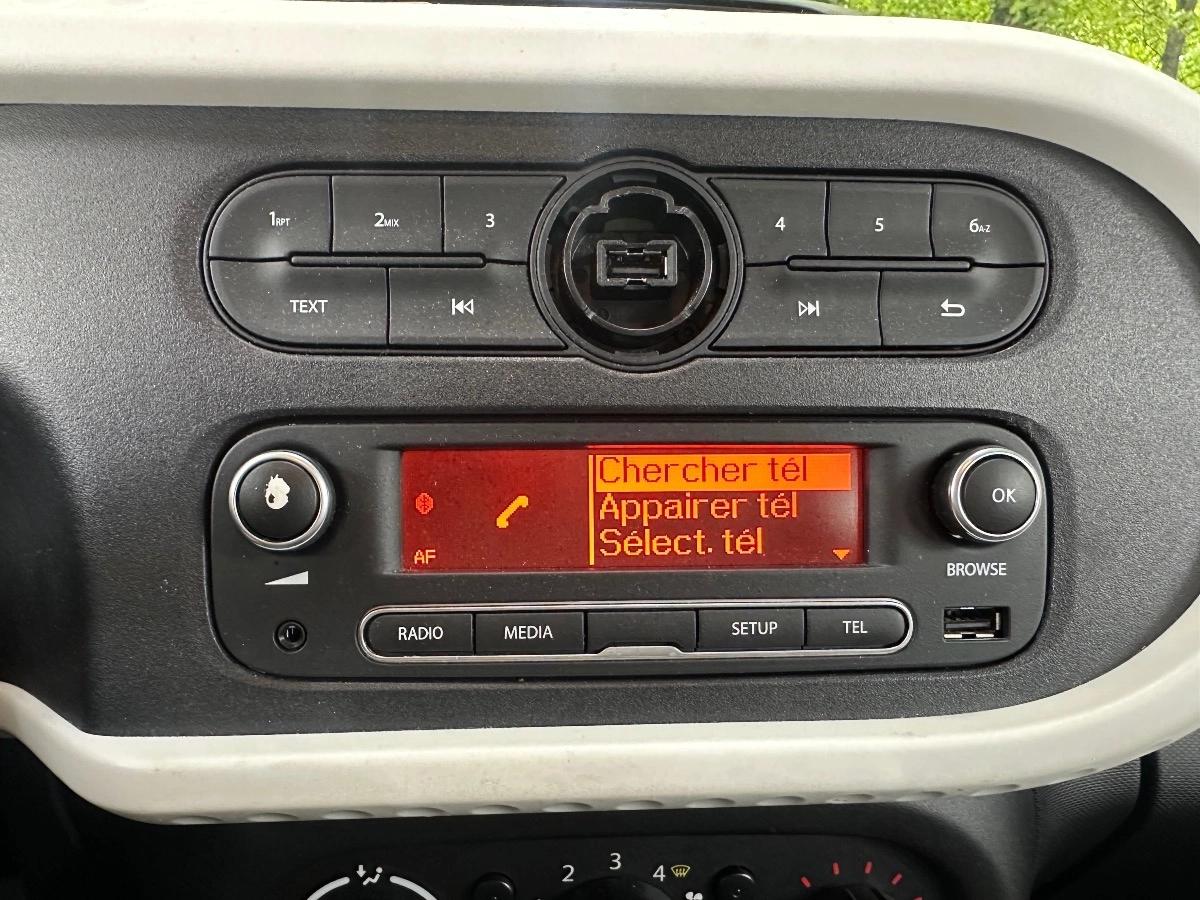 1RPT 2MIX 3 4 5 6A-Z
TEXT
Chercher tél
Appairer tél
Sélect. tél
AF
OK
BROWSE
RADIO MEDIA SETUP TEL
2 3 4